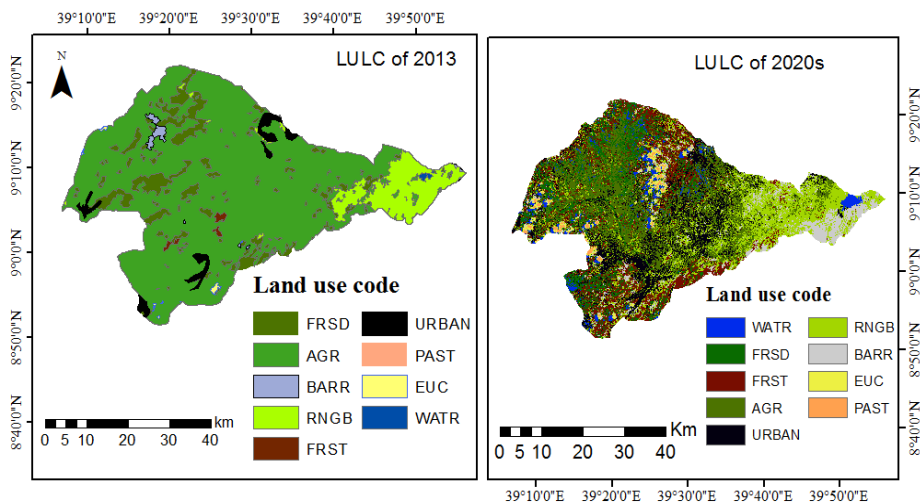 39°10'0"E 39°20'0"E 39°30'0"E 39°40'0"E 39°50'0"E
LULC of 2013
N
9°20'0"N
9°10'0"N
9°0'0"N
8°50'0"N
8°40'0"N
Land use code
FRSD URBAN
AGR PAST
BARR EUC
RNGB WATR
FRST
km
0 5 10 20 30 40
LULC of 2020s
9°20'0"N
9°10'0"N
9°0'0"N
8°50'0"N
8°40'0"N
Land use code
WATR RNGB
FRSD BARR
FRST EUC
AGR PAST
URBAN
Km
0 5 10 20 30 40
39°10'0"E 39°20'0"E 39°30'0"E 39°40'0"E 39°50'0"E